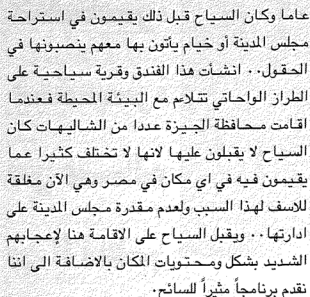 عاما وكان السياح قبل ذلك يقيمون في استراحة
مجلس المدينة أو خيام يأتون بها معهم ينصبونها في
الحقول.. انشأت هذا الفندق وقرية سياحية على
الطراز الواحاتي تتلاءم مع البيئة المحيطة فعندما
اقامت محافظة الجيزة عددا من الشاليهات كان
السياح لا يقبلون عليها لانها لا تختلف كثيرا عما
يقيمون فيه في اي مكان في مصر وهي الآن مغلقة
للاسف لهذا السبب ولعدم مقدرة مجلس المدينة على
ادارتها.. ويقبل السياح على الاقامة هنا لإعجابهم
الشديد بشكل ومحتويات المكان بالاضافة الى اننا
نقدم برنامجاً مثيراً للسائح.